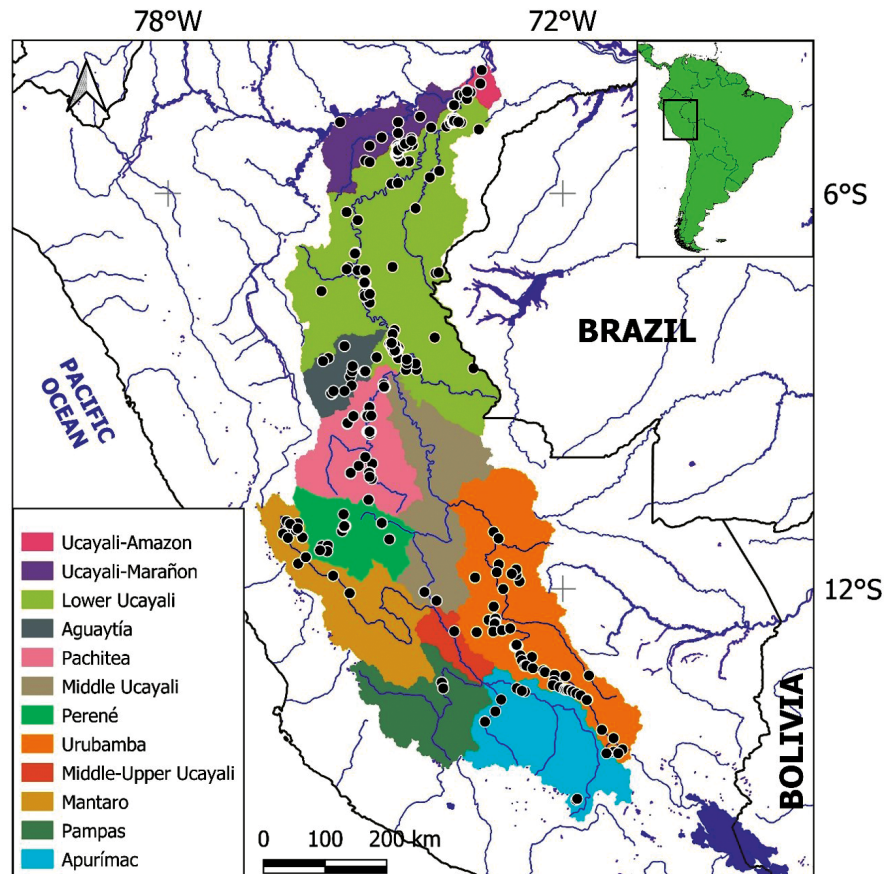 78°W
72°W
6°S
BRAZIL
PACIFIC
OCEAN
12°S
BOLIVIA
Ucayali-Amazon
Ucayali-Marañon
Lower Ucayali
Aguaytía
Pachitea
Middle Ucayali
Perené
Urubamba
Middle-Upper Ucayali
Mantaro
Pampas
Apurímac
0 100 200 km